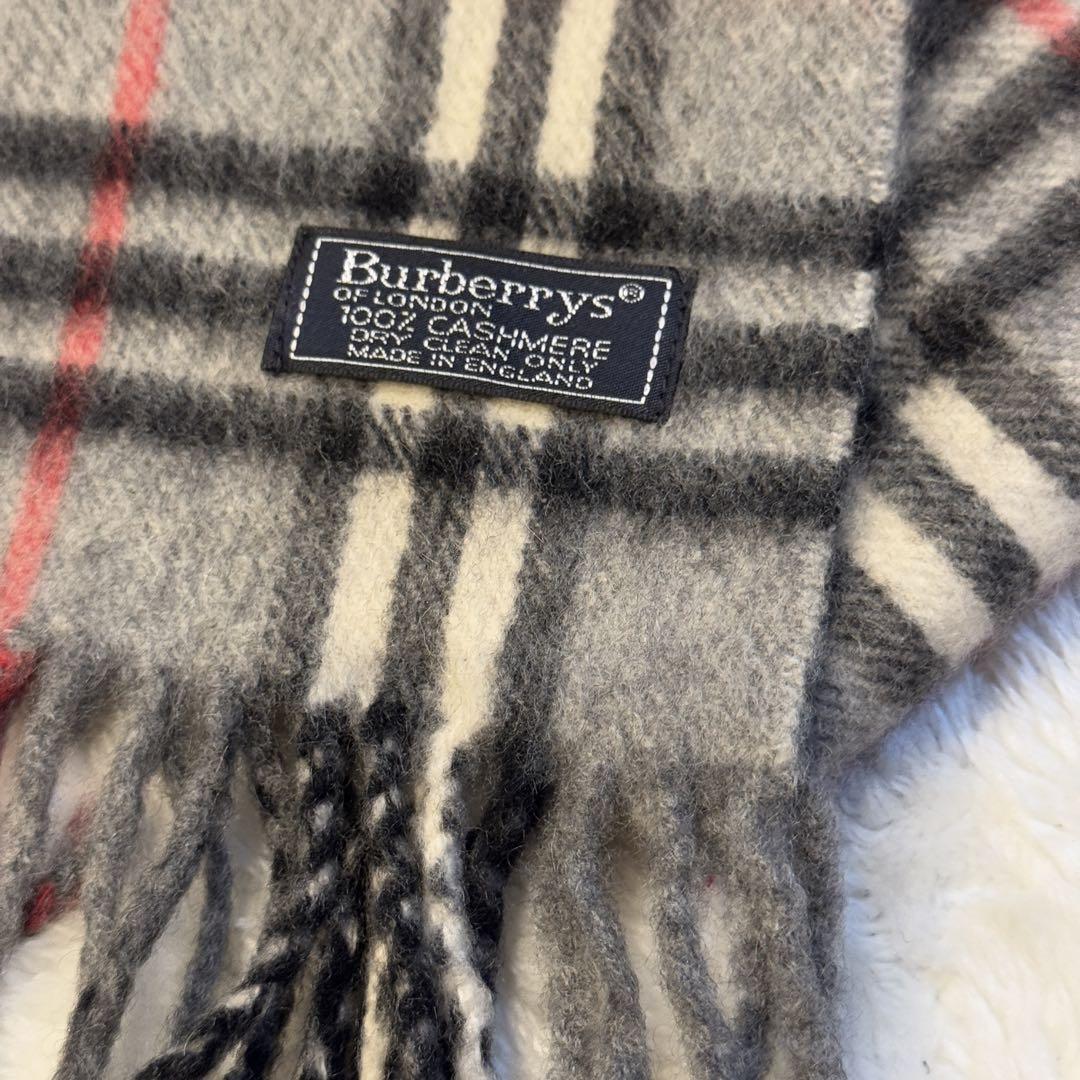 Burberrys®
OF LONDON
100% CASHMERE
DRY CLEAN ONLY
MADE IN ENGLAND